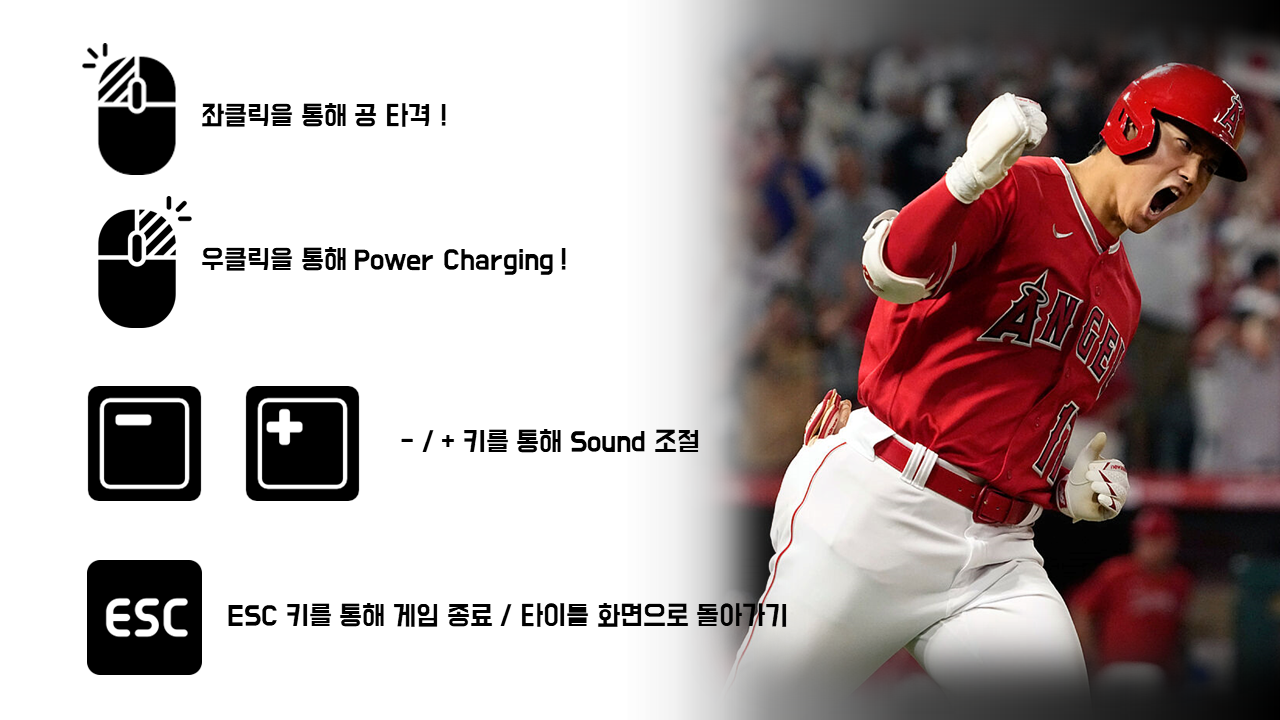 좌클릭을 통해 공 타격 !
우클릭을 통해 Power Charging !
- / + 키를 통해 Sound 조절
ESC
ESC 키를 통해 게임 종료 / 타이틀 화면으로 돌아가기
A
ANGE
11